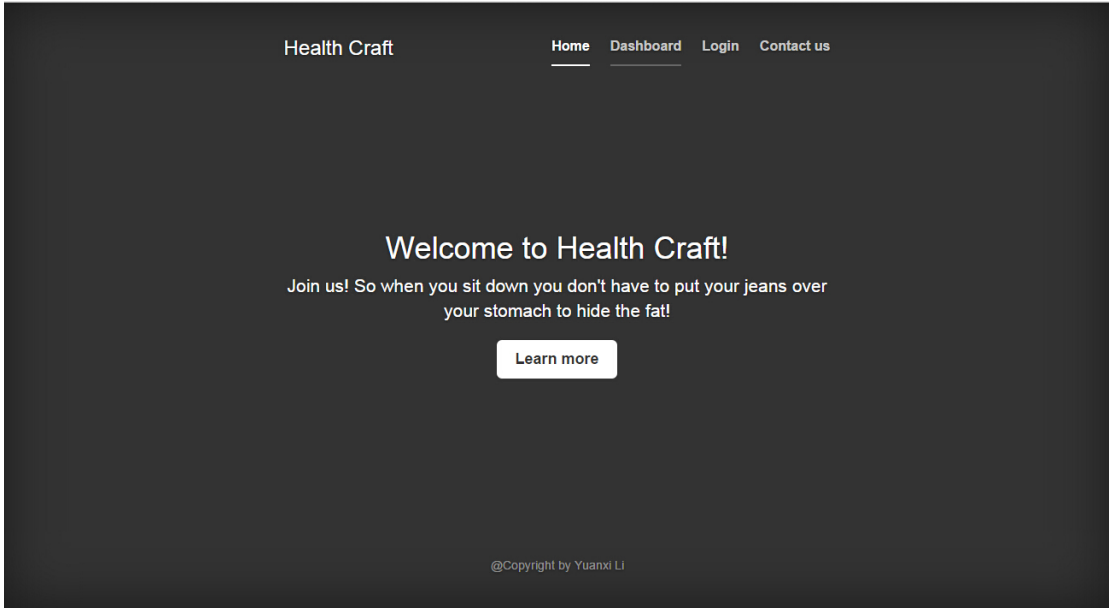 Health Craft
Home Dashboard Login Contact us
Welcome to Health Craft!
Join us! So when you sit down you don't have to put your jeans over
your stomach to hide the fat!
Learn more
@Copyright by Yuanxi Li